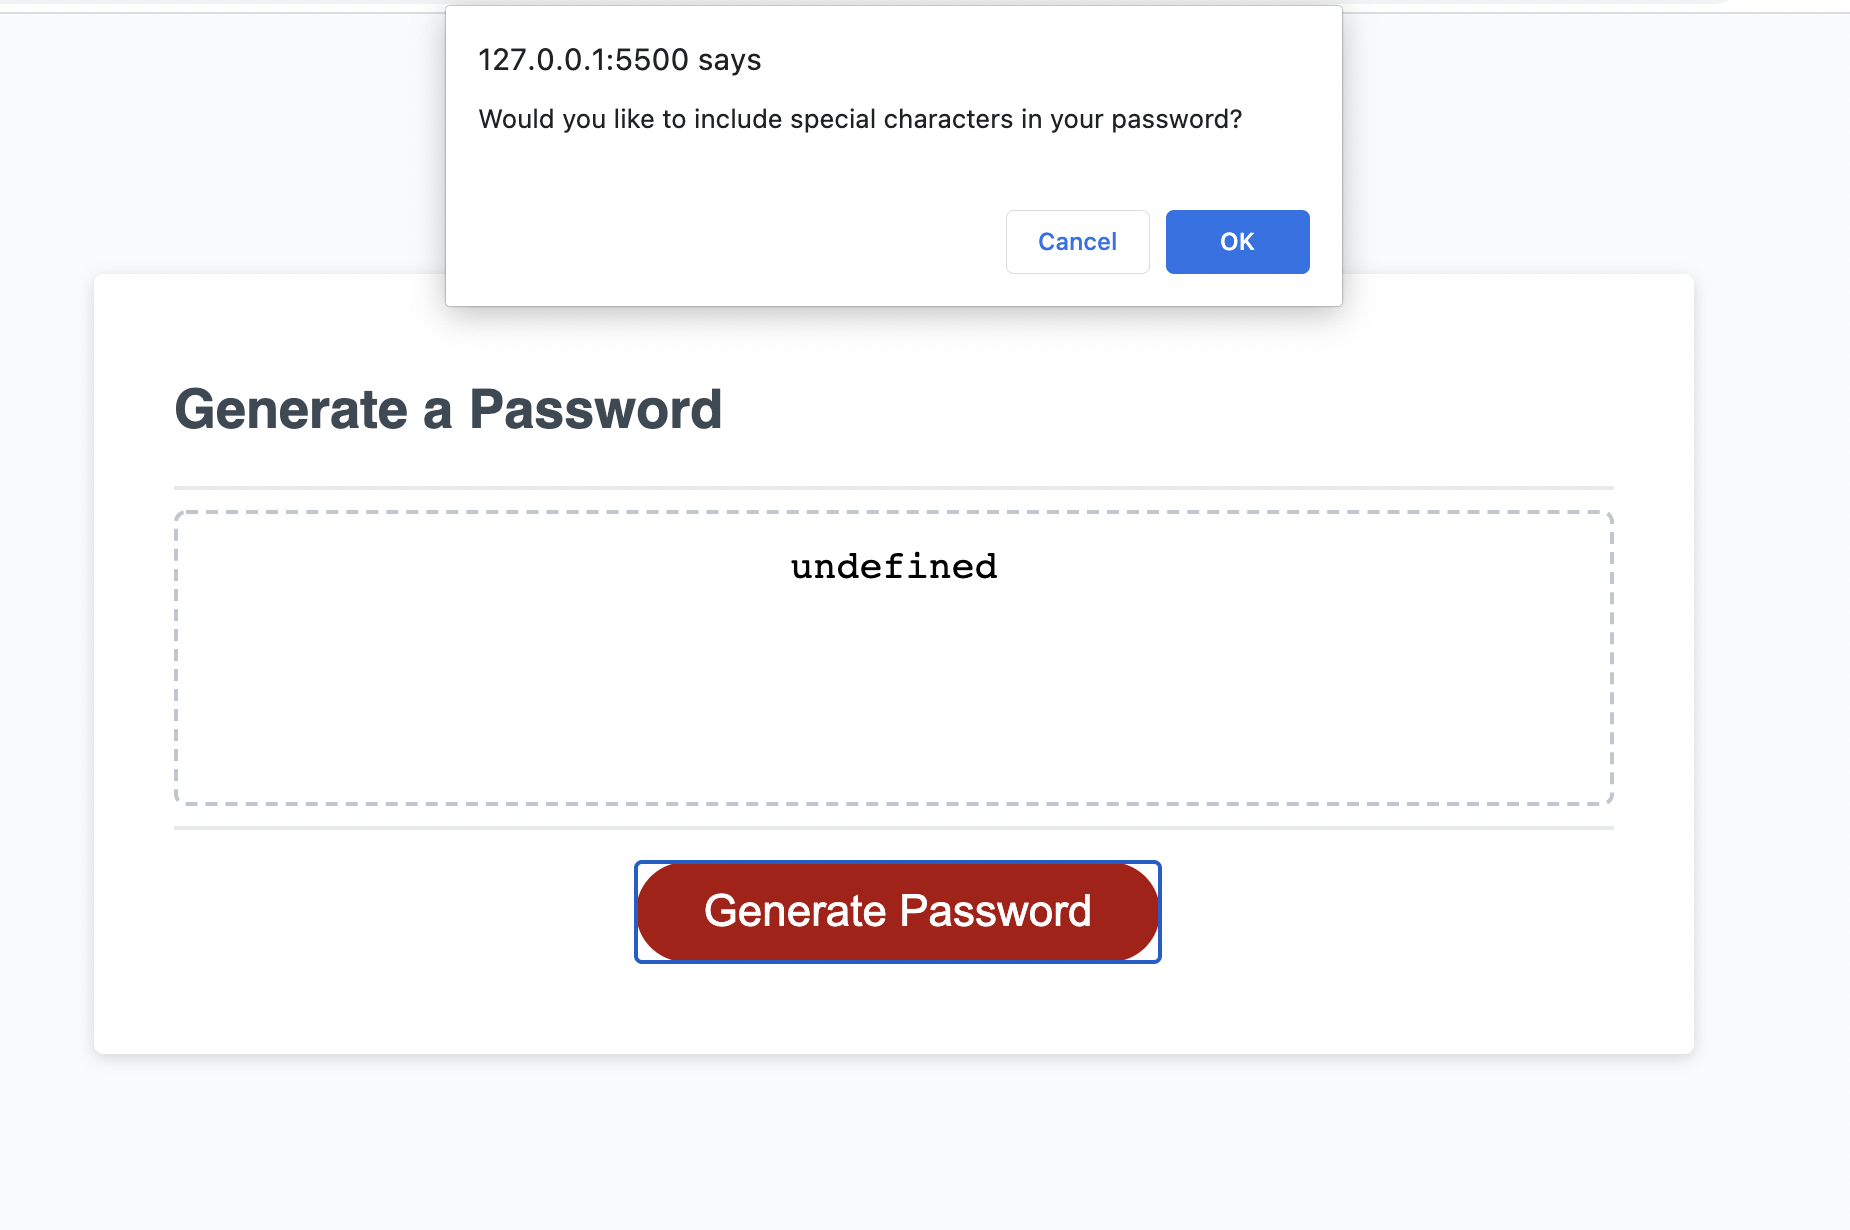 127.0.0.1:5500 says
Would you like to include special characters in your password?
Cancel
OK
Generate a Password
undefined
Generate Password